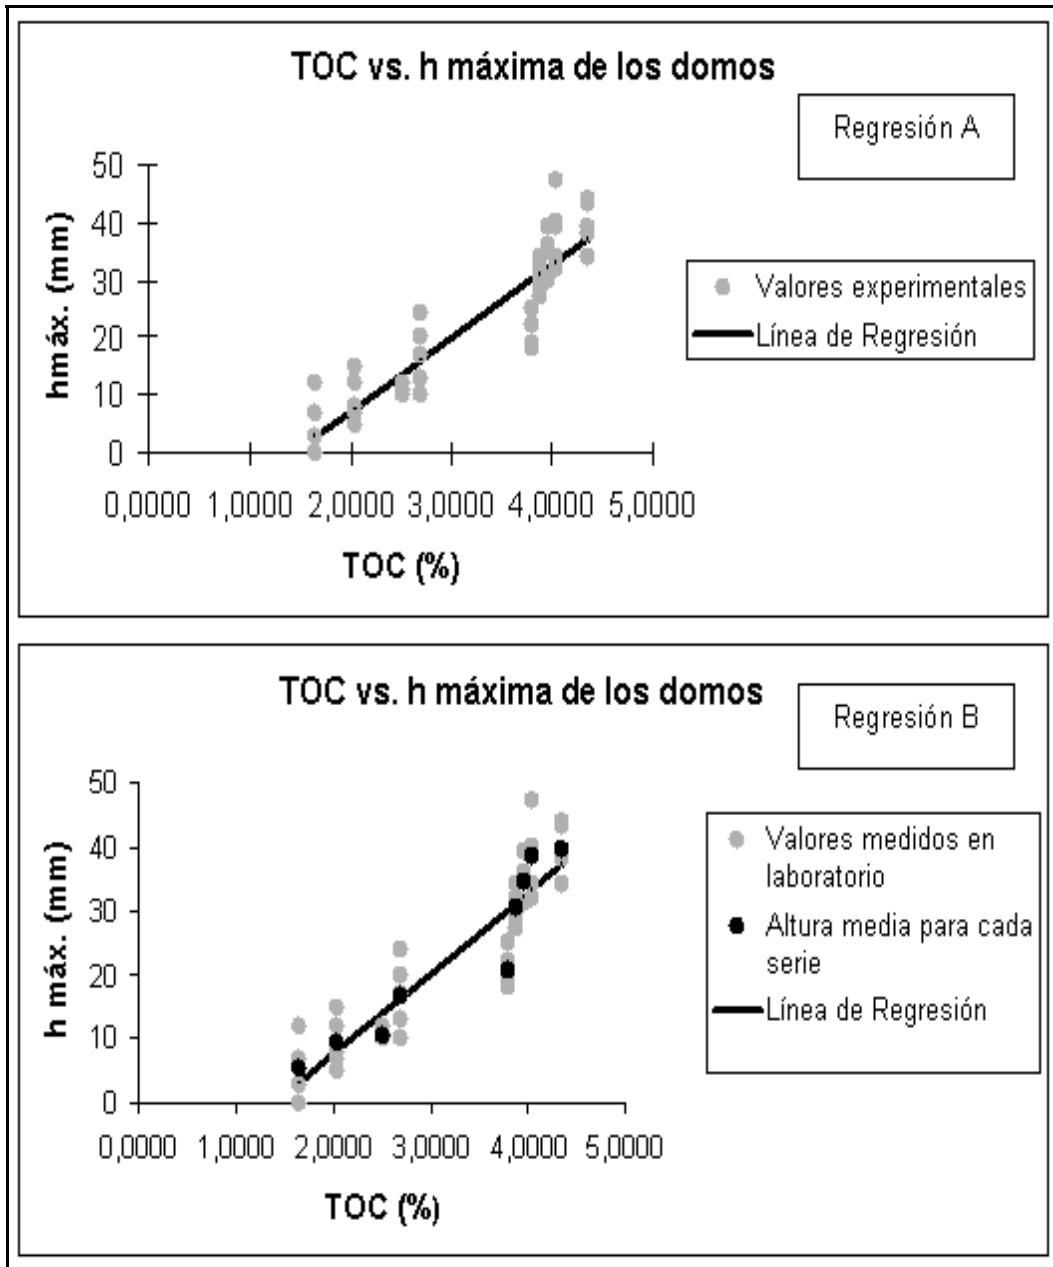 TOC vs. h máxima de los domos
Regresión A
50
40
30
20
10
0
hmáx. (mm)
0,0000 1,0000 2,0000 3,0000 4,0000 5,0000
TOC (%)
Valores experimentales
Línea de Regresión
TOC vs. h máxima de los domos
Regresión B
50
40
30
20
10
0
h máx. (mm)
0,0000 1,0000 2,0000 3,0000 4,0000 5,0000
TOC (%)
Valores medidos en
laboratorio
Altura media para cada
serie
Línea de Regresión